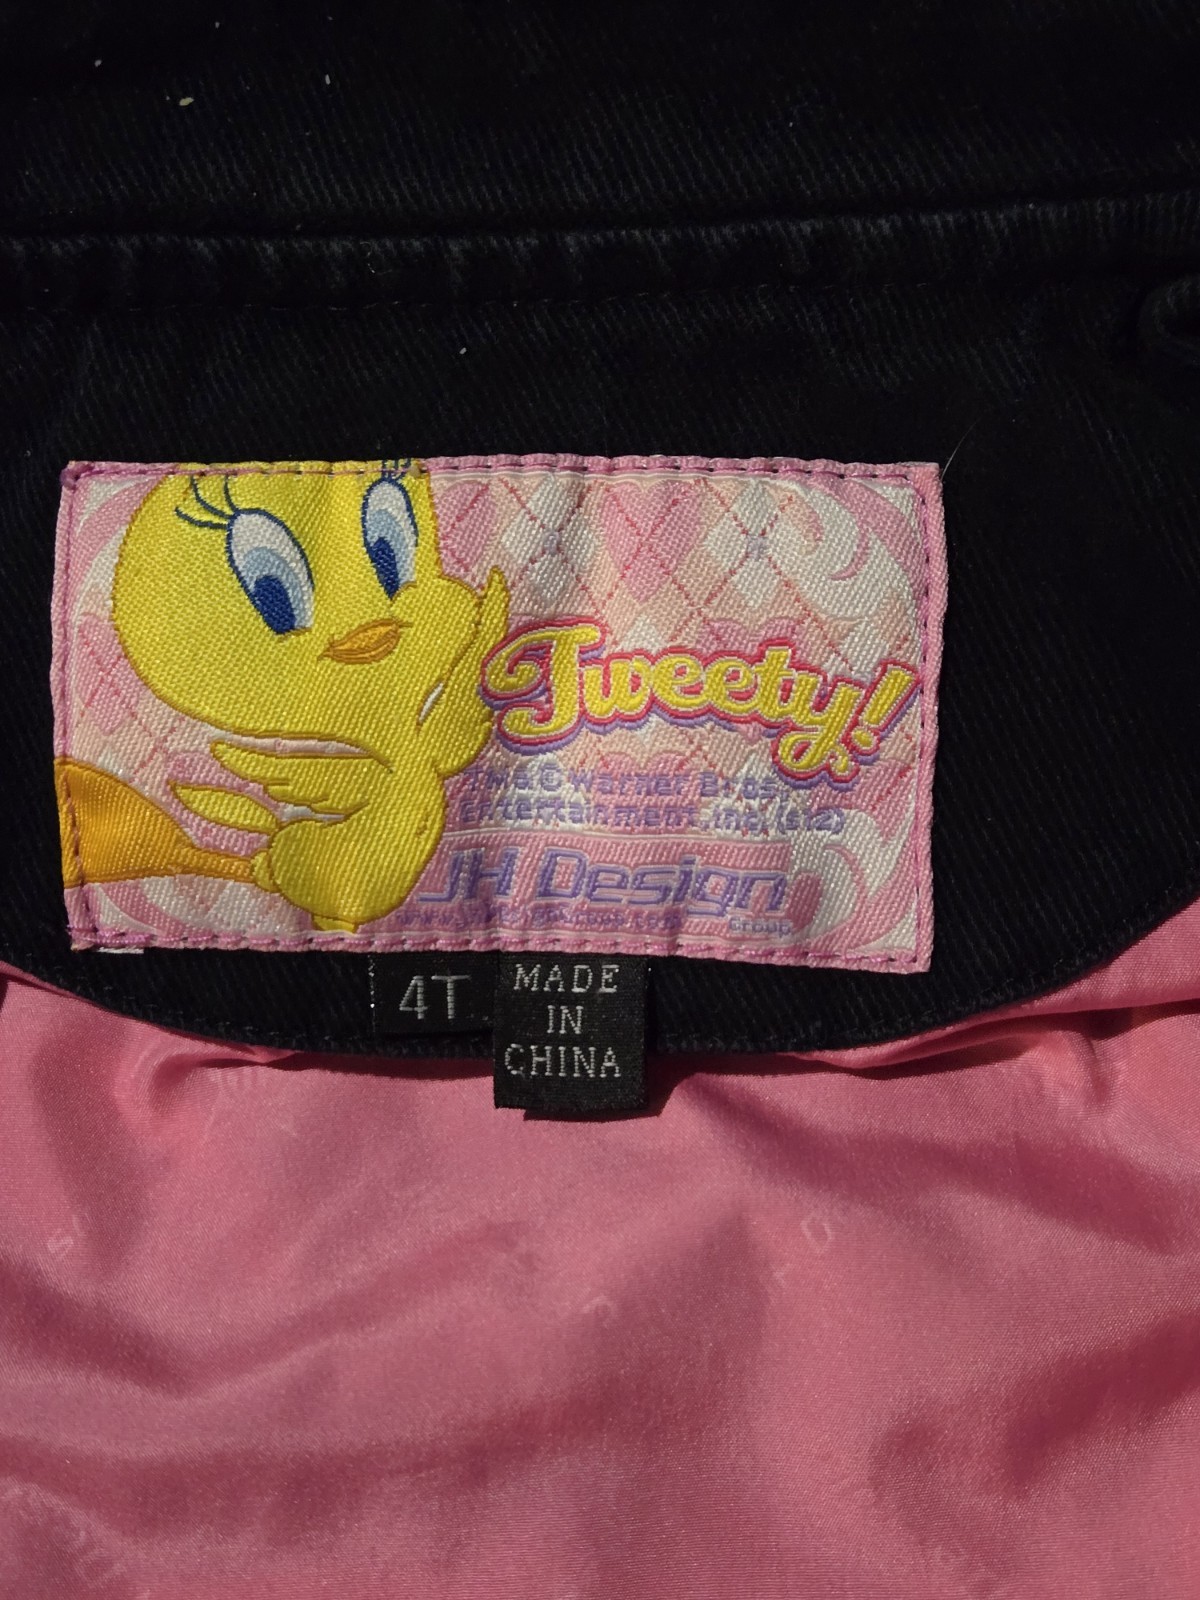 Tweety!
TM & © Warner Bros.
Entertainment, Inc. (s12)
JH Design
Group
4T
MADE
IN
CHINA